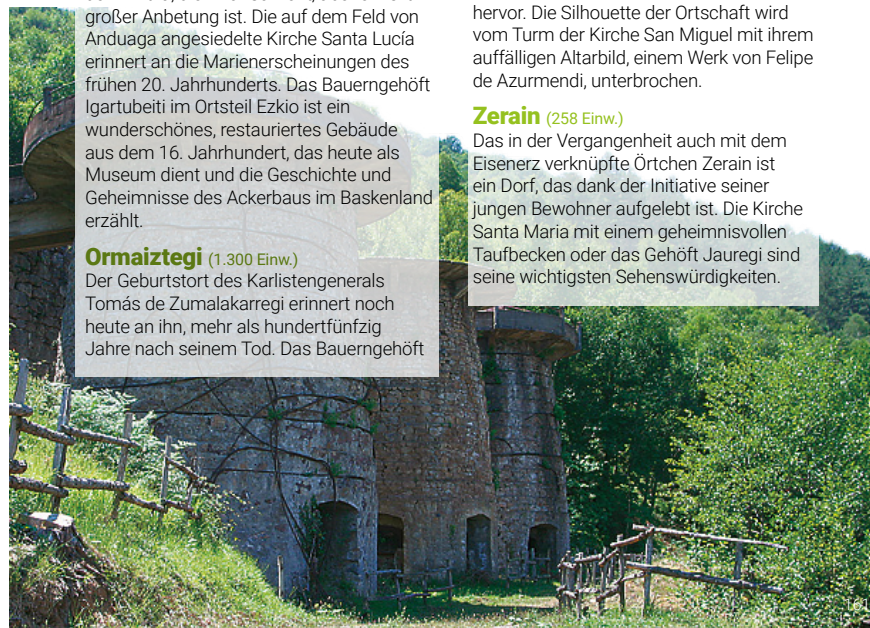 großer Anbetung ist. Die auf dem Feld von
Anduaga angesiedelte Kirche Santa Lucía
erinnert an die Marienerscheinungen des
frühen 20. Jahrhunderts. Das Bauerngehöft
Igartubeiti im Ortsteil Ezkio ist ein
wunderschönes, restauriertes Gebäude
aus dem 16. Jahrhundert, das heute als
Museum dient und die Geschichte und
Geheimnisse des Ackerbaus im Baskenland
erzählt.
Ormaiztegi (1.300 Einw.)
Der Geburtstort des Karlistengenerals
Tomás de Zumalakarregi erinnert noch
heute an ihn, mehr als hundertfünfzig
Jahre nach seinem Tod. Das Bauerngehöft
hervor. Die Silhouette der Ortschaft wird
vom Turm der Kirche San Miguel mit ihrem
auffälligen Altarbild, einem Werk von Felipe
de Azurmendi, unterbrochen.
Zerain (258 Einw.)
Das in der Vergangenheit auch mit dem
Eisenerz verknüpfte Örtchen Zerain ist
ein Dorf, das dank der Initiative seiner
jungen Bewohner aufgelebt ist. Die Kirche
Santa Maria mit einem geheimnisvollen
Taufbecken oder das Gehöft Jauregi sind
seine wichtigsten Sehenswürdigkeiten.
161